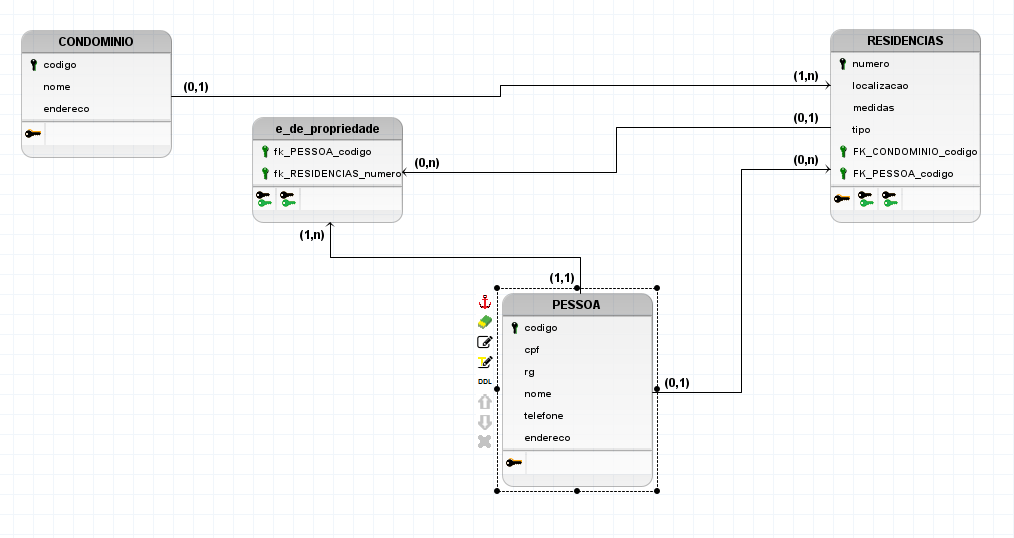 CONDOMINIO
codigo
nome
endereco
(0,1)
(1,n)
RESIDENCIAS
numero
localizacao
medidas
tipo
FK_CONDOMINIO_codigo
FK_PESSOA_codigo
(0,1)
(0,n)
e_de_propriedade
fk_PESSOA_codigo
fk_RESIDENCIAS_numero
(0,n)
(1,n)
(1,1)
PESSOA
codigo
cpf
rg
nome
telefone
endereco
(0,1)
DDL